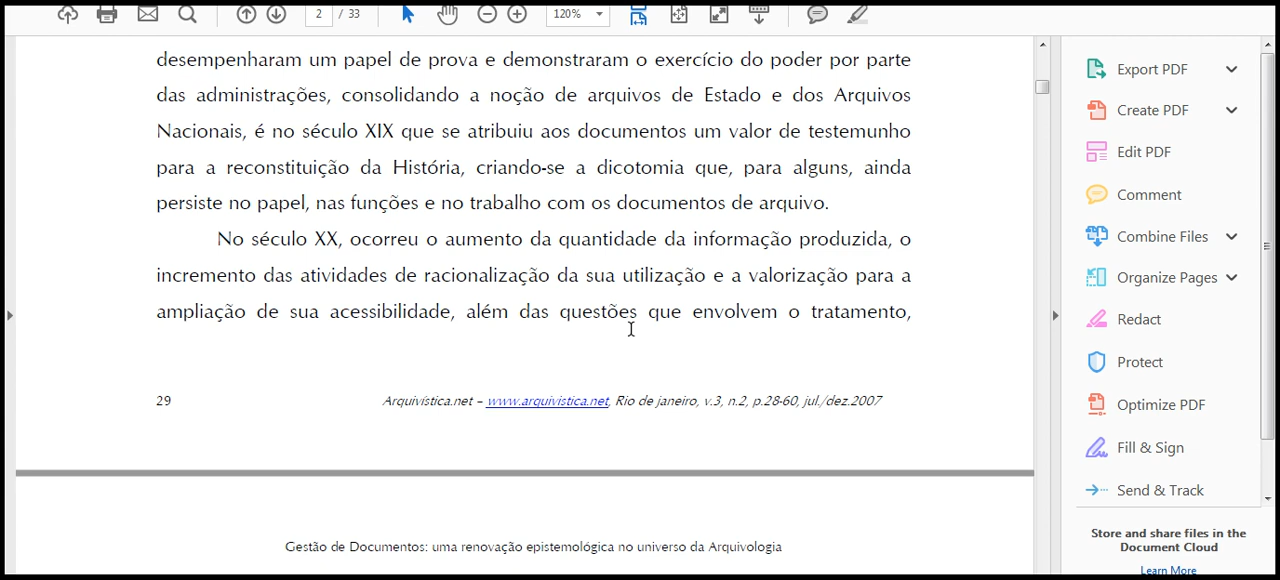 2 / 33
120%
desempenharam um papel de prova e demonstraram o exercício do poder por parte
das administrações, consolidando a noção de arquivos de Estado e dos Arquivos
Nacionais, é no século XIX que se atribuiu aos documentos um valor de testemunho
para a reconstituição da História, criando-se a dicotomia que, para alguns, ainda
persiste no papel, nas funções e no trabalho com os documentos de arquivo.
No século XX, ocorreu o aumento da quantidade da informação produzida, o
incremento das atividades de racionalização da sua utilização e a valorização para a
ampliação de sua acessibilidade, além das questões que envolvem o tratamento,
29
Arquivística.net – www.arquivistica.net, Rio de janeiro, v.3, n.2, p.28-60, jul./dez.2007
Gestão de Documentos: uma renovação epistemológica no universo da Arquivologia
Export PDF
Create PDF
Edit PDF
Comment
Combine Files
Organize Pages
Redact
Protect
Optimize PDF
Fill & Sign
Send & Track
Store and share files in the
Document Cloud
Learn More